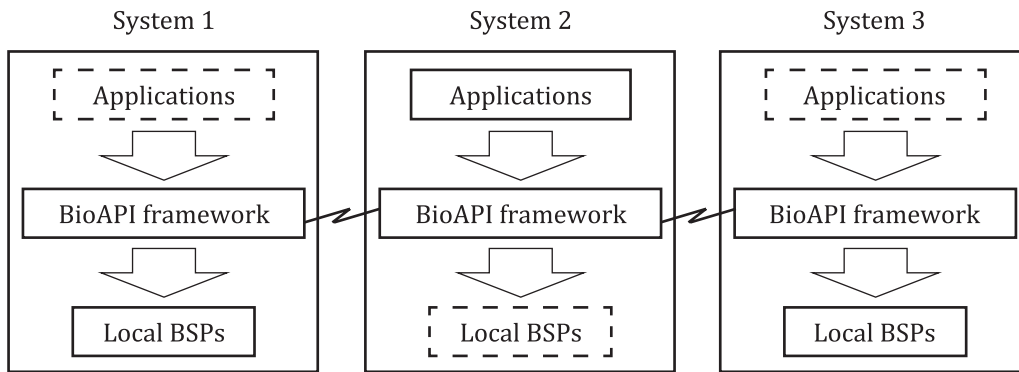 System 1
System 2
System 3
Applications
Applications
Applications
BioAPI framework
BioAPI framework
BioAPI framework
Local BSPs
Local BSPs
Local BSPs